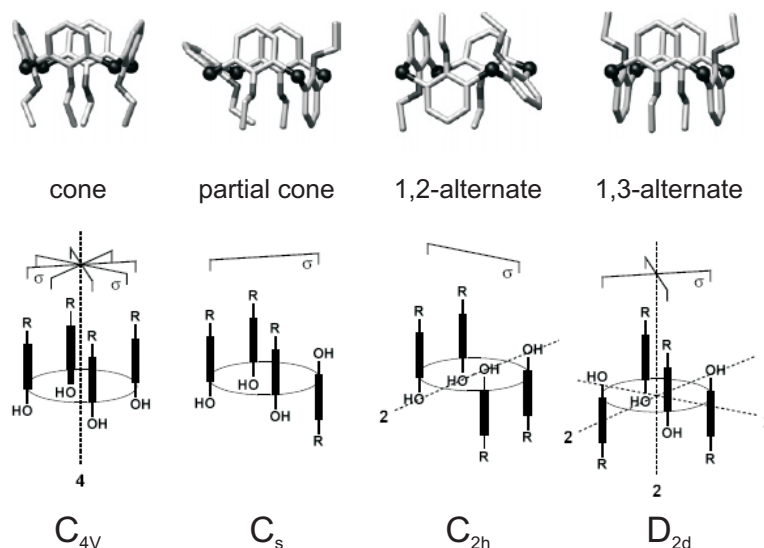 cone
partial cone
1,2-alternate
1,3-alternate
σ
σ
σ
σ
R
R
R
R
HO
HO
OH
OH
4
R
R
R
OH
HO
OH
R
R
R
OH
HO
OH
HO
R
R
2
R
R
HO
OH
HO
OH
R
R
2
2
C4V
Cs
C2h
D2d